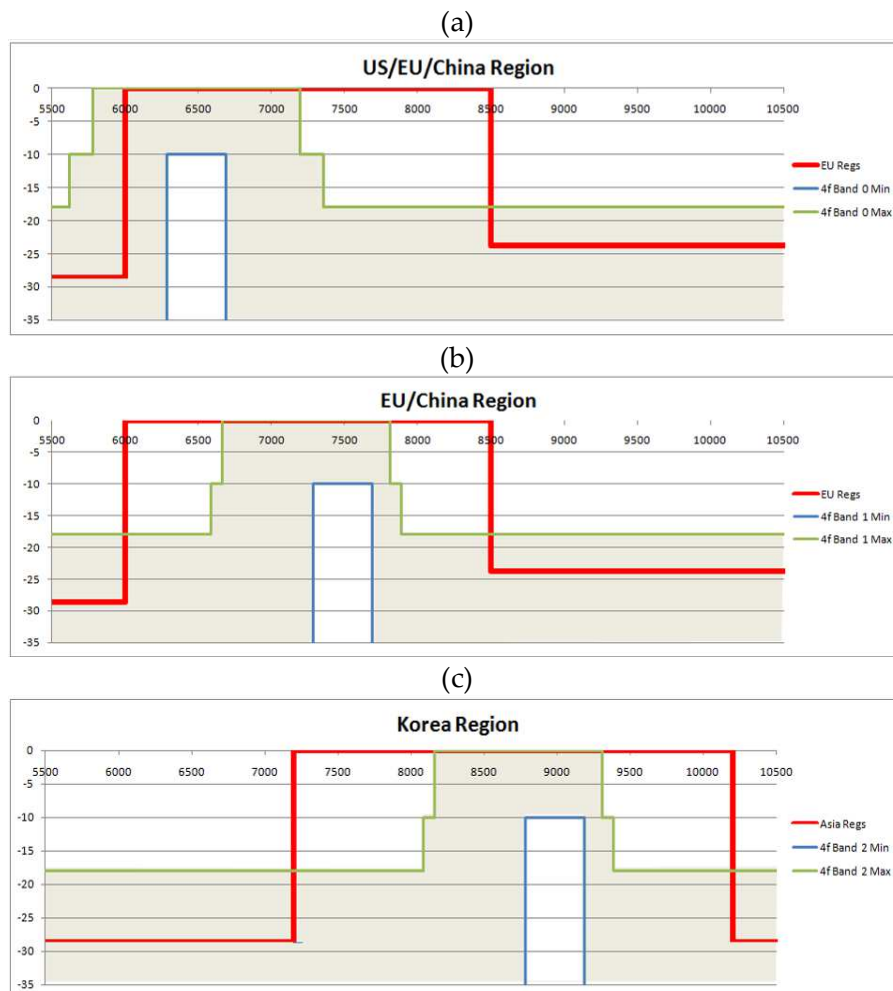 (a)
US/EU/China Region
0
5500 6000 6500 7000 7500 8000 8500 9000 9500 10000 10500
-5
-10
-15
-20
-25
-30
-35
EU Regs
4f Band 0 Min
4f Band 0 Max
(b)
EU/China Region
0
5500 6000 6500 7000 7500 8000 8500 9000 9500 10000 10500
-5
-10
-15
-20
-25
-30
-35
EU Regs
4f Band 1 Min
4f Band 1 Max
(c)
Korea Region
0
5500 6000 6500 7000 7500 8000 8500 9000 9500 10000 10500
-5
-10
-15
-20
-25
-30
-35
Asia Regs
4f Band 2 Min
4f Band 2 Max